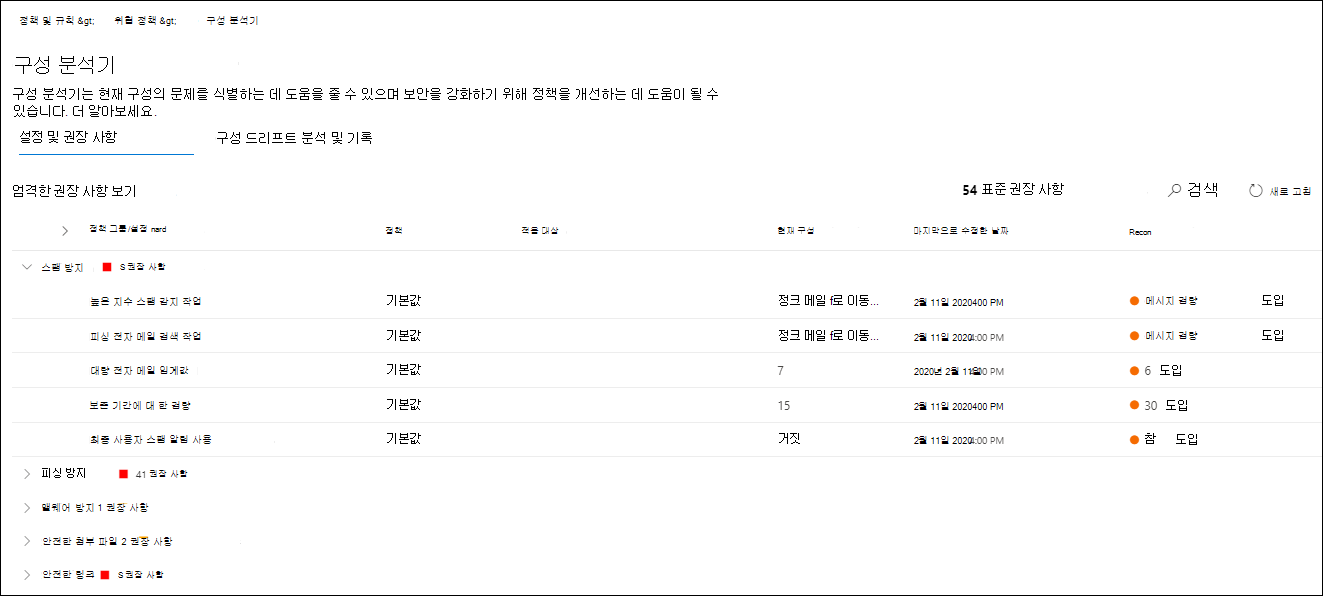 정책 및 규칙 &gt; 위협 정책 &gt; 구성 분석기
구성 분석기
구성 분석기는 현재 구성의 문제를 식별하는 데 도움을 줄 수 있으며 보안을 강화하기 위해 정책을 개선하는 데 도움이 될 수
있습니다. 더 알아보세요.
설정 및 권장 사항 구성 드리프트 분석 및 기록
엄격한 권장 사항 보기 54 표준 권장 사항 검색 새로 고침
정책 그룹/설정 nard 정책 적용 대상 현재 구성 마지막으로 수정한 날짜 Recon
스팸 방지 S 권장 사항
높은 지수 스팸 감지 작업 기본값 정크 메일 f로 이동... 2월 11일 2020400 PM 메시지 검량 도입
피싱 전자 메일 검색 작업 기본값 정크 메일 f로 이동... 2월 11일 20204:00 PM 메시지 검량 도입
대량 전자 메일 임계값 기본값 7 2020년 2월 11일 PM 6 도입
보존 기간에 대 한 검량 기본값 15 2월 11일 2020400 PM 30 도입
최종 사용자 스팸 알림 사용 기본값 거짓 2월 11일 20204:00 PM 참 도입
피싱 방지 41 권장 사항
맬웨어 방지 1 권장 사항
안전한 첨부 파일 2 권장 사항
안전한 링크 S 권장 사항